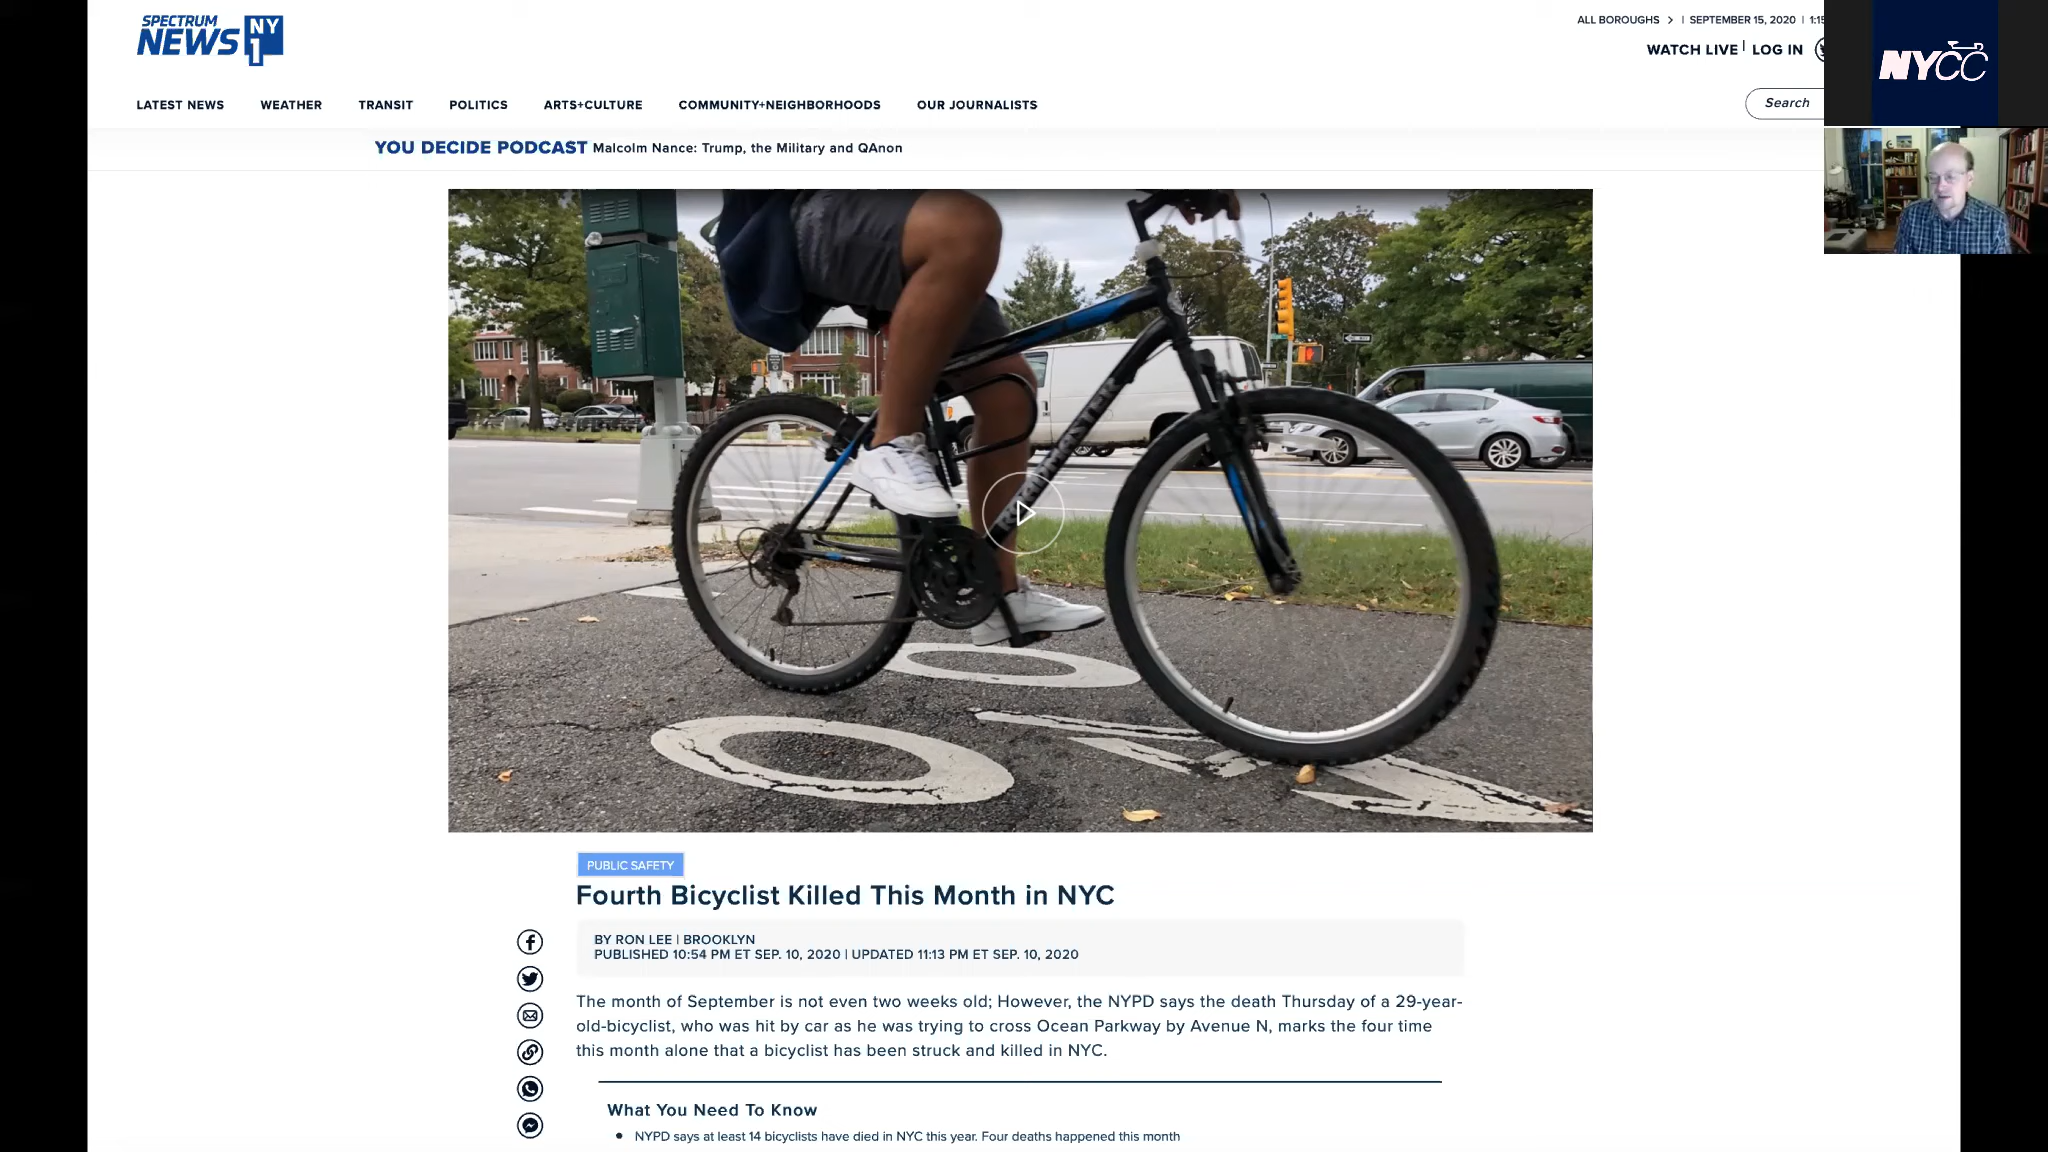 SPECTRUM
NEWS NY
1
ALL BOROUGHS > | SEPTEMBER 15, 2020 | 1:15
WATCH LIVE | LOG IN
NYCC
LATEST NEWS WEATHER TRANSIT POLITICS ARTS+CULTURE COMMUNITY+NEIGHBORHOODS OUR JOURNALISTS
Search
YOU DECIDE PODCAST Malcolm Nance: Trump, the Military and QAnon
ROADMASTER
PUBLIC SAFETY
Fourth Bicyclist Killed This Month in NYC
BY RON LEE | BROOKLYN
PUBLISHED 10:54 PM ET SEP. 10, 2020 | UPDATED 11:13 PM ET SEP. 10, 2020
The month of September is not even two weeks old; However, the NYPD says the death Thursday of a 29-year-
old-bicyclist, who was hit by car as he was trying to cross Ocean Parkway by Avenue N, marks the four time
this month alone that a bicyclist has been struck and killed in NYC.
What You Need To Know
• NYPD says at least 14 bicyclists have died in NYC this year. Four deaths happened this month